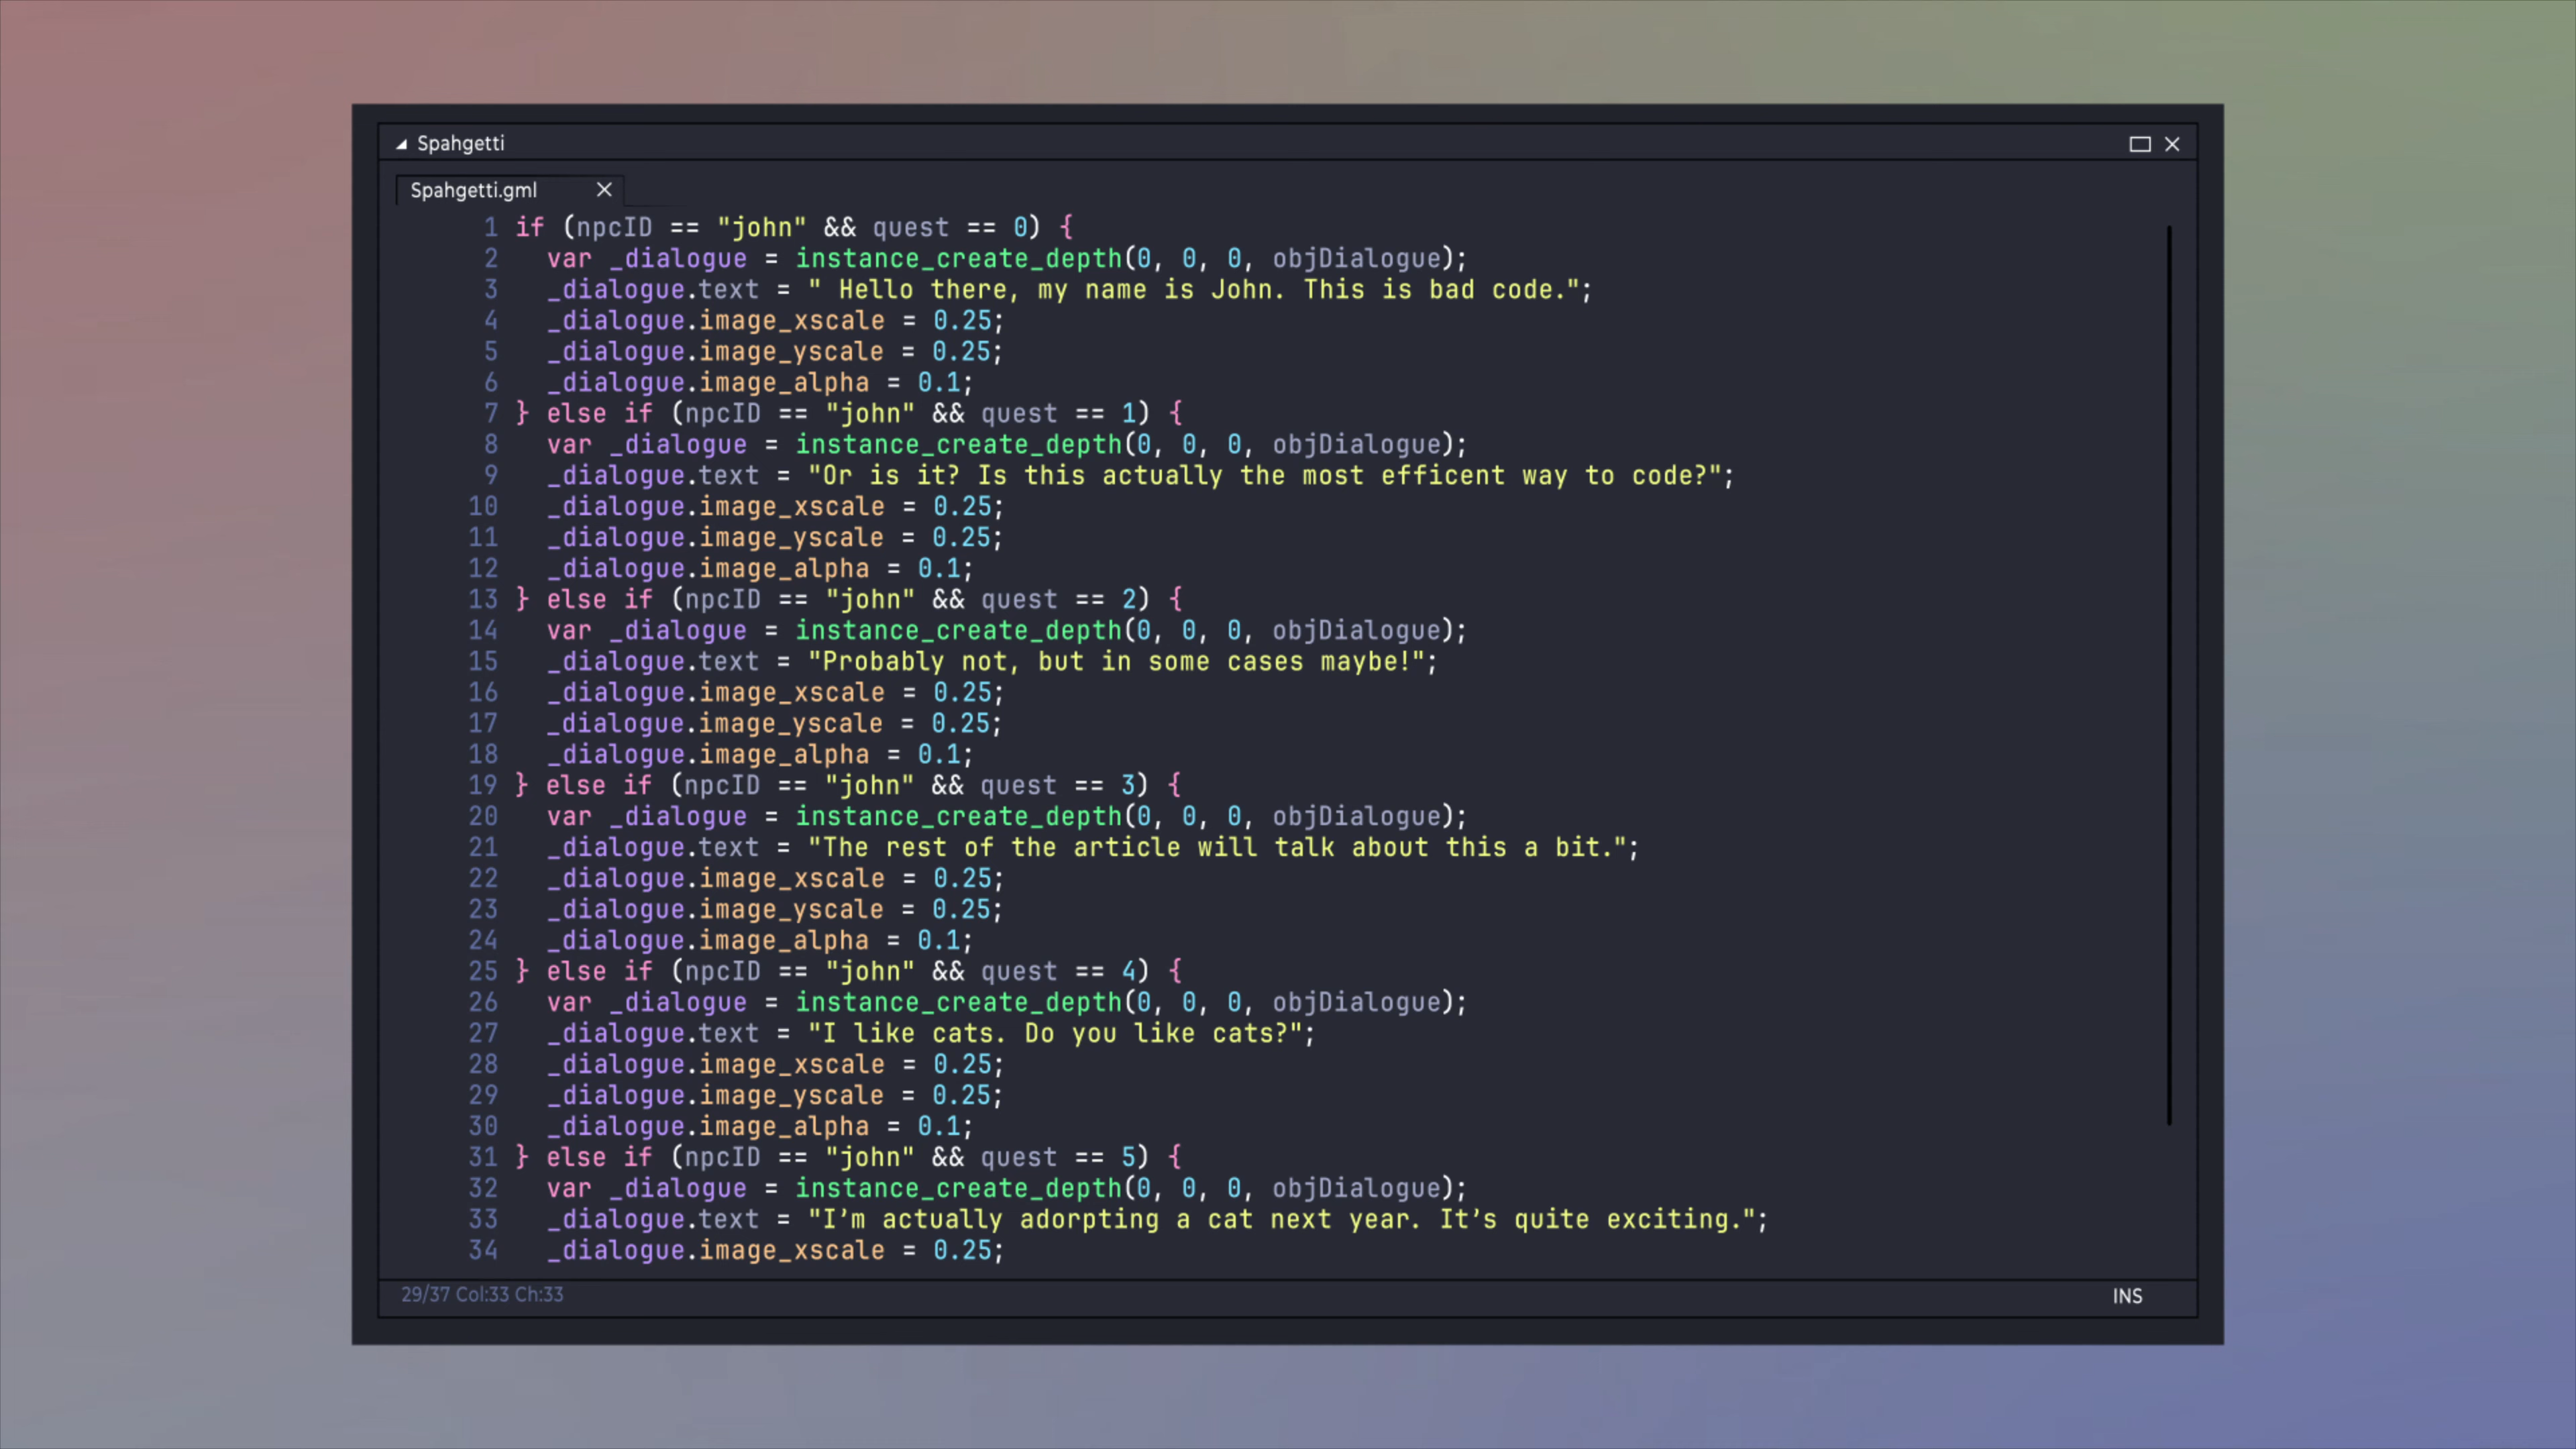 Spahgetti
Spahgetti.gml
1 if (npcID == "john" && quest == 0) {
2 var _dialogue = instance_create_depth(0, 0, 0, objDialogue);
3 _dialogue.text = " Hello there, my name is John. This is bad code.";
4 _dialogue.image_xscale = 0.25;
5 _dialogue.image_yscale = 0.25;
6 _dialogue.image_alpha = 0.1;
7 } else if (npcID == "john" && quest == 1) {
8 var _dialogue = instance_create_depth(0, 0, 0, objDialogue);
9 _dialogue.text = "Or is it? Is this actually the most efficent way to code?";
10 _dialogue.image_xscale = 0.25;
11 _dialogue.image_yscale = 0.25;
12 _dialogue.image_alpha = 0.1;
13 } else if (npcID == "john" && quest == 2) {
14 var _dialogue = instance_create_depth(0, 0, 0, objDialogue);
15 _dialogue.text = "Probably not, but in some cases maybe!";
16 _dialogue.image_xscale = 0.25;
17 _dialogue.image_yscale = 0.25;
18 _dialogue.image_alpha = 0.1;
19 } else if (npcID == "john" && quest == 3) {
20 var _dialogue = instance_create_depth(0, 0, 0, objDialogue);
21 _dialogue.text = "The rest of the article will talk about this a bit.";
22 _dialogue.image_xscale = 0.25;
23 _dialogue.image_yscale = 0.25;
24 _dialogue.image_alpha = 0.1;
25 } else if (npcID == "john" && quest == 4) {
26 var _dialogue = instance_create_depth(0, 0, 0, objDialogue);
27 _dialogue.text = "I like cats. Do you like cats?";
28 _dialogue.image_xscale = 0.25;
29 _dialogue.image_yscale = 0.25;
30 _dialogue.image_alpha = 0.1;
31 } else if (npcID == "john" && quest == 5) {
32 var _dialogue = instance_create_depth(0, 0, 0, objDialogue);
33 _dialogue.text = "I’m actually adorpting a cat next year. It’s quite exciting.";
34 _dialogue.image_xscale = 0.25;
29/37 Col:33 Ch:33
INS